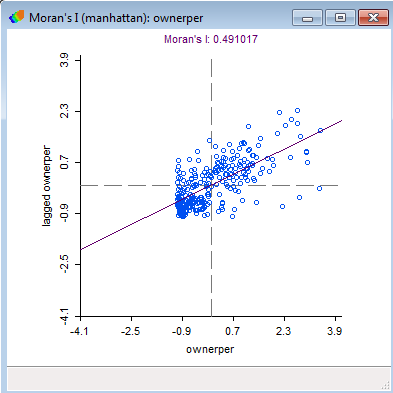 Moran's I (manhattan): ownerper
Moran's I: 0.491017
3.9
2.3
0.7
-0.9
-2.5
-4.1
lagged ownerper
-4.1 -2.5 -0.9 0.7 2.3 3.9
ownerper